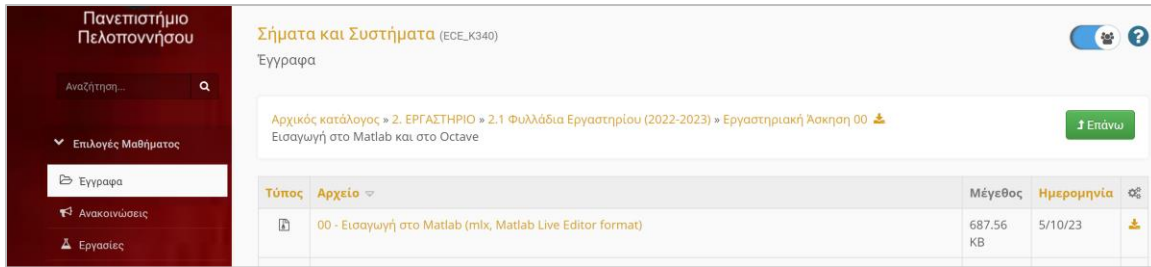 Πανεπιστήμιο
Πελοποννήσου
Αναζήτηση...
Επιλογές Μαθήματος
Έγγραφα
Ανακοινώσεις
Εργασίες
Σήματα και Συστήματα (ECE_K340)
Έγγραφα
Αρχικός κατάλογος » 2. ΕΡΓΑΣΤΗΡΙΟ » 2.1 Φυλλάδια Εργαστηρίου (2022-2023) » Εργαστηριακή Άσκηση 00
Εισαγωγή στο Matlab και στο Octave
Επάνω
Τύπος Αρχείο Μέγεθος Ημερομηνία
00 - Εισαγωγή στο Matlab (mlx, Matlab Live Editor format) 687.56 5/10/23
KB